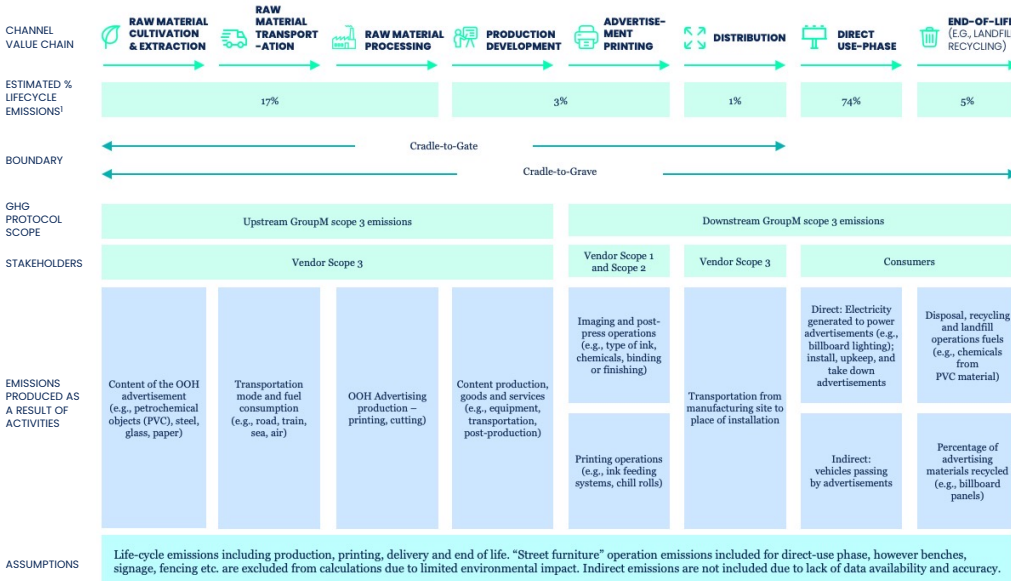 CHANNEL
VALUE CHAIN
RAW MATERIAL
CULTIVATION
& EXTRACTION
RAW
MATERIAL
TRANSPORT
-ATION
RAW MATERIAL
PROCESSING
PRODUCTION
DEVELOPMENT
ADVERTISE-
MENT
PRINTING
DISTRIBUTION
DIRECT
USE-PHASE
END-OF-LIFE
(E.G., LANDFILL
RECYCLING)
ESTIMATED %
LIFECYCLE
EMISSIONS¹
17%
3%
1%
74%
5%
BOUNDARY
Cradle-to-Gate
Cradle-to-Grave
GHG
PROTOCOL
SCOPE
Upstream GroupM scope 3 emissions
Downstream GroupM scope 3 emissions
STAKEHOLDERS
Vendor Scope 3
Vendor Scope 1
and Scope 2
Vendor Scope 3
Consumers
EMISSIONS
PRODUCED AS
A RESULT OF
ACTIVITIES
Content of the OOH
advertisement
(e.g., petrochemical
objects (PVC), steel,
glass, paper)
Transportation
mode and fuel
consumption
(e.g., road, train,
sea, air)
OOH Advertising
production –
printing, cutting)
Content production,
goods and services
(e.g., equipment,
transportation,
post-production)
Imaging and post-
press operations
(e.g., type of ink,
chemicals, binding
or finishing)
Printing operations
(e.g., ink feeding
systems, chill rolls)
Transportation from
manufacturing site to
place of installation
Direct: Electricity
generated to power
advertisements (e.g.,
billboard lighting);
install, upkeep, and
take down
advertisements
Indirect:
vehicles passing
by advertisements
Disposal, recycling
and landfill
operations fuels
(e.g., chemicals
from
PVC material)
Percentage of
advertising
materials recycled
(e.g., billboard
panels)
ASSUMPTIONS
Life-cycle emissions including production, printing, delivery and end of life. “Street furniture” operation emissions included for direct-use phase, however benches,
signage, fencing etc. are excluded from calculations due to limited environmental impact. Indirect emissions are not included due to lack of data availability and accuracy.